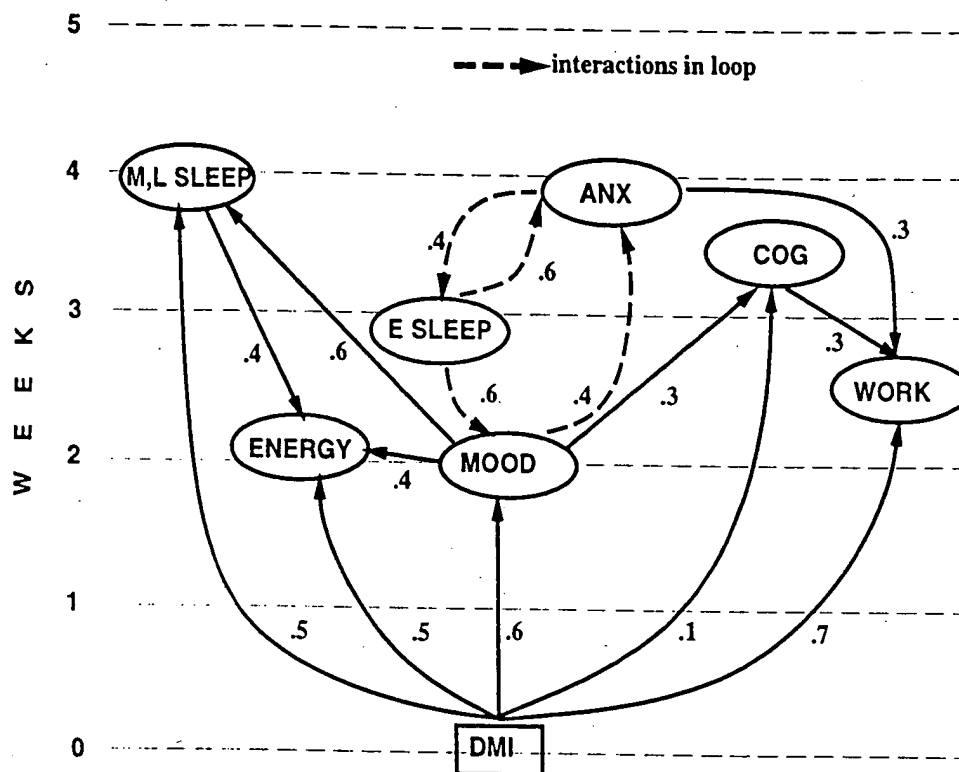 5
interactions in loop
4
M,L SLEEP
ANX
.4
.6
.3
COG
3
E SLEEP
.4
.6
.6
.4
.3
.3
WORK
ENERGY
2
MOOD
.4
1
.5
.5
.6
.1
.7
0
DMI
WEEKS